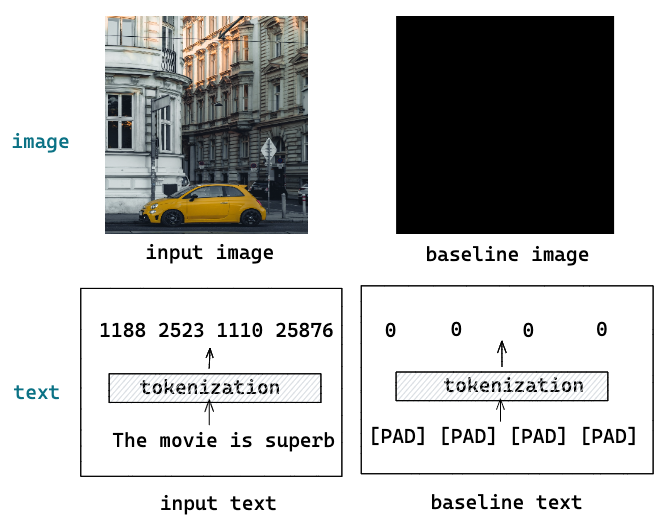 image
input image
baseline image
text
1188 2523 1110 25876
tokenization
The movie is superb
input text
0 0 0 0
tokenization
[PAD] [PAD] [PAD] [PAD]
baseline text